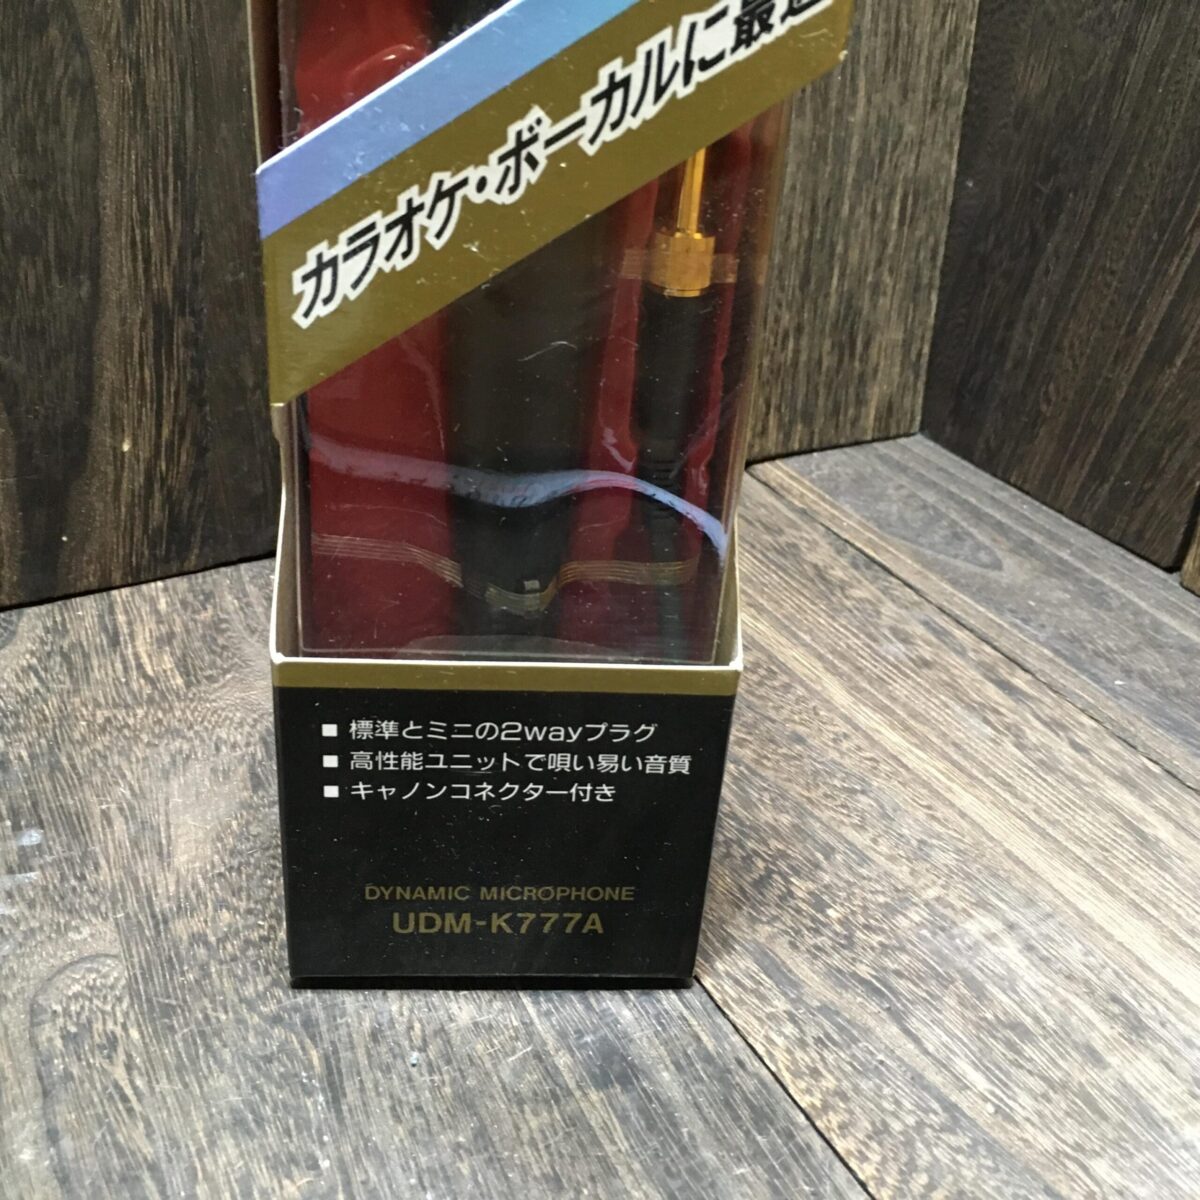 カラオケ・ボーカルに最適
■ 標準とミニの2wayプラグ
■ 高性能ユニットで唄い易い音質
■ キャノンコネクター付き
DYNAMIC MICROPHONE
UDM-K777A